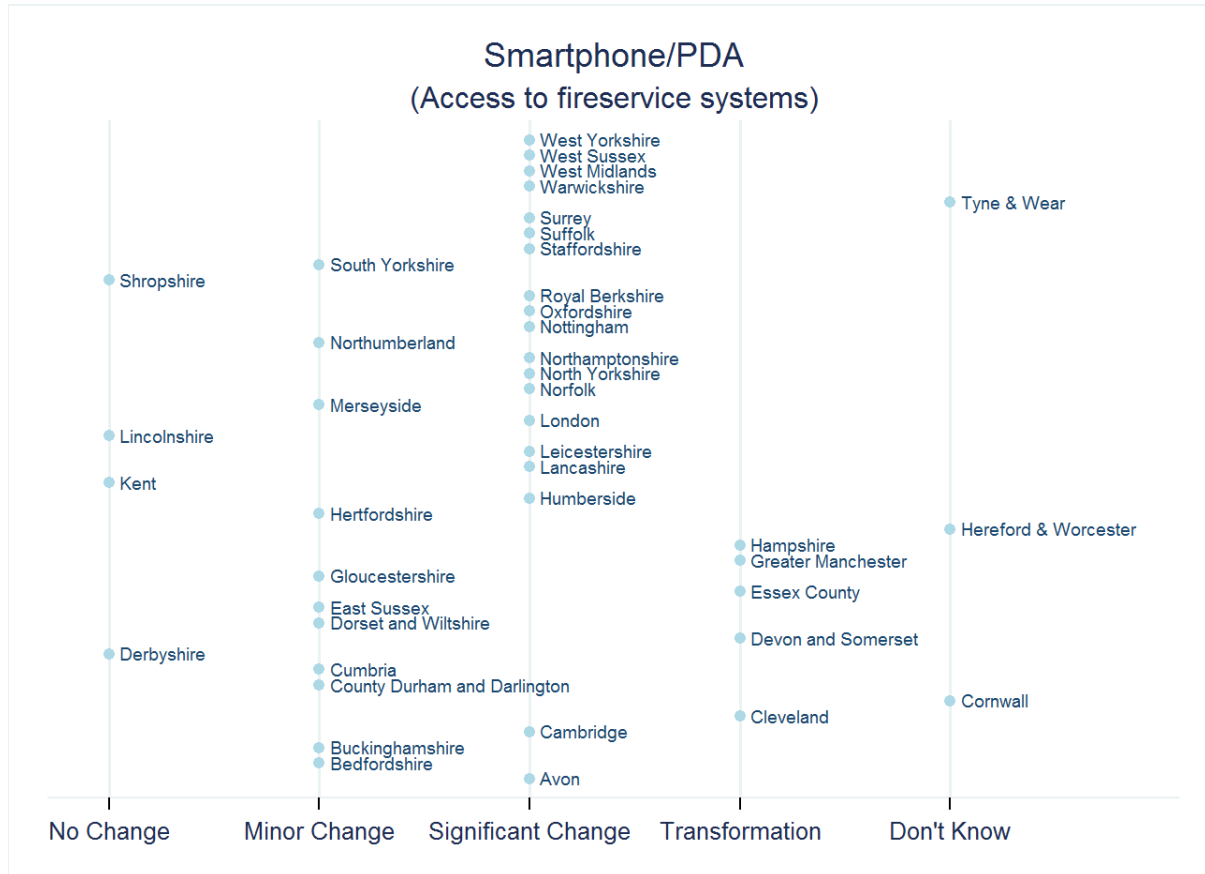 Smartphone/PDA
(Access to fireservice systems)
West Yorkshire
West Sussex
West Midlands
Warwickshire
Tyne & Wear
Surrey
Suffolk
Staffordshire
South Yorkshire
Shropshire
Royal Berkshire
Oxfordshire
Nottingham
Northumberland
Northamptonshire
North Yorkshire
Norfolk
Merseyside
London
Lincolnshire
Leicestershire
Lancashire
Kent
Humberside
Hertfordshire
Hereford & Worcester
Hampshire
Greater Manchester
Gloucestershire
Essex County
East Sussex
Dorset and Wiltshire
Devon and Somerset
Derbyshire
Cumbria
County Durham and Darlington
Cornwall
Cleveland
Cambridge
Buckinghamshire
Bedfordshire
Avon
No Change
Minor Change
Significant Change
Transformation
Don't Know